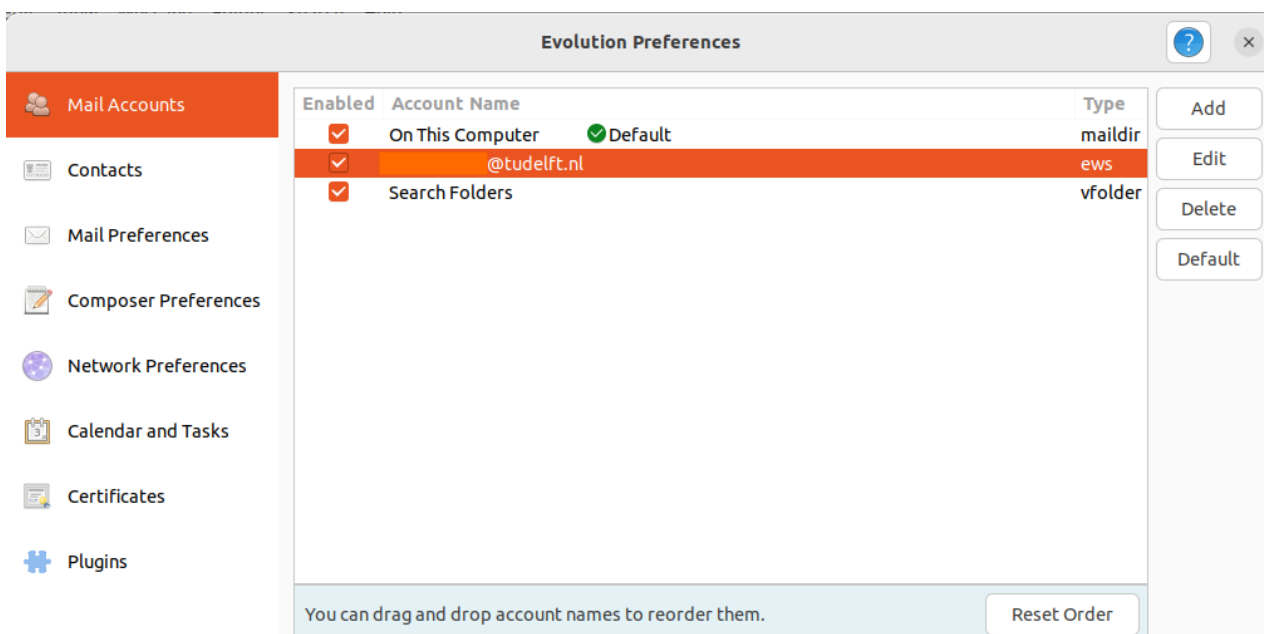 Evolution Preferences
?
Mail Accounts
Contacts
Mail Preferences
Composer Preferences
Network Preferences
Calendar and Tasks
3
Certificates
Plugins
Enabled Account Name Type
On This Computer Default maildir
@tudelft.nl ews
Search Folders vfolder
Add
Edit
Delete
Default
You can drag and drop account names to reorder them.
Reset Order